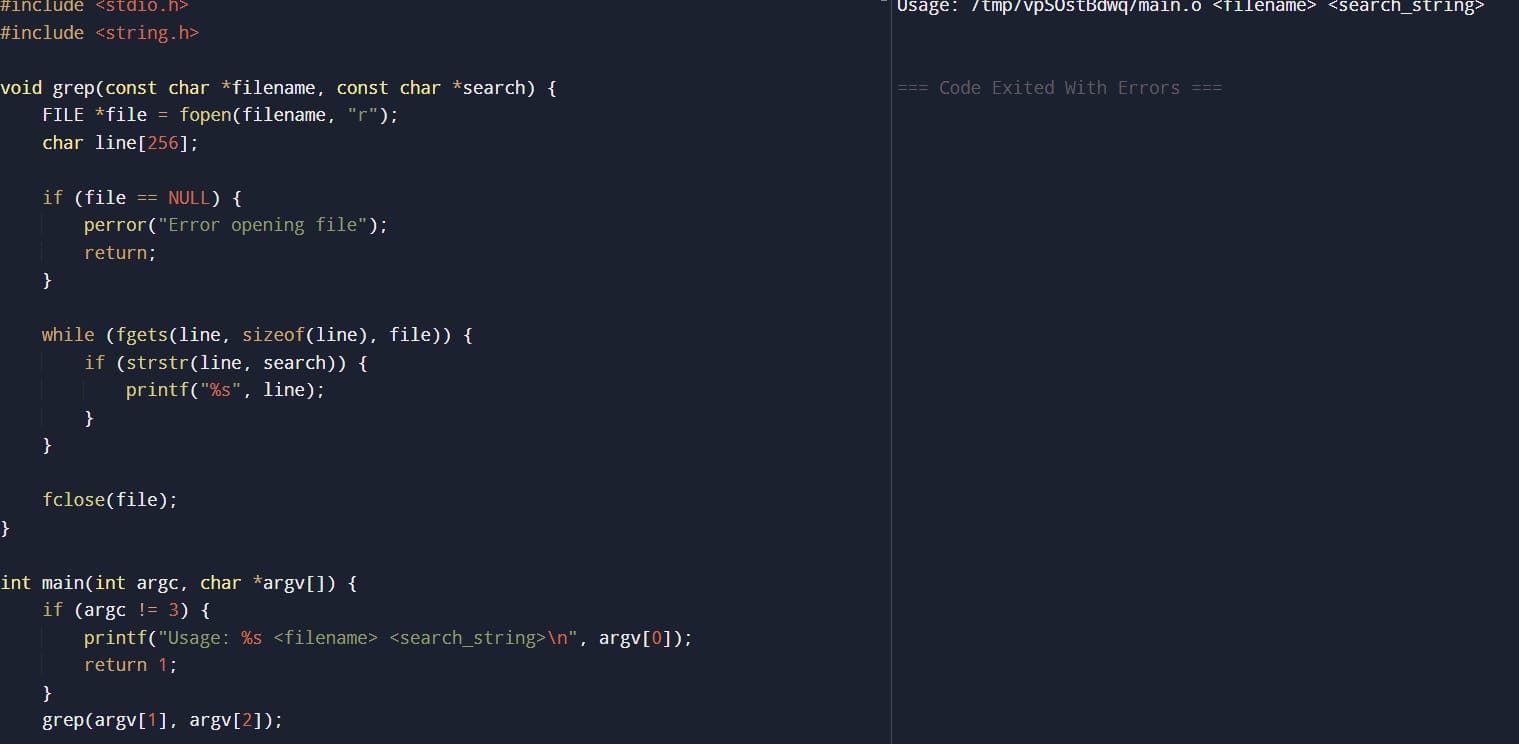 #include <stdio.h>
#include <string.h>

void grep(const char *filename, const char *search) {
    FILE *file = fopen(filename, "r");
    char line[256];

    if (file == NULL) {
        perror("Error opening file");
        return;
    }

    while (fgets(line, sizeof(line), file)) {
        if (strstr(line, search)) {
            printf("%s", line);
        }
    }

    fclose(file);
}

int main(int argc, char *argv[]) {
    if (argc != 3) {
        printf("Usage: %s <filename> <search_string>\n", argv[0]);
        return 1;
    }
    grep(argv[1], argv[2]);
Usage: /tmp/vpSOstBdwq/main.o <filename> <search_string>
=== Code Exited With Errors ===